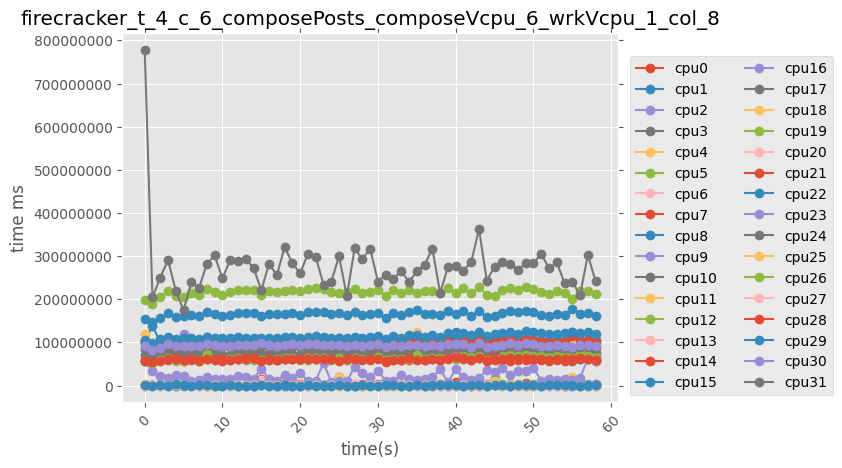 firecracker_t_4_c_6_composePosts_composeVcpu_6_wrkVcpu_1_col_8
800000000
700000000
600000000
500000000
400000000
300000000
200000000
100000000
0
time ms
0
10
20
30
40
50
60
time(s)
cpu0
cpu1
cpu2
cpu3
cpu4
cpu5
cpu6
cpu7
cpu8
cpu9
cpu10
cpu11
cpu12
cpu13
cpu14
cpu15
cpu16
cpu17
cpu18
cpu19
cpu20
cpu21
cpu22
cpu23
cpu24
cpu25
cpu26
cpu27
cpu28
cpu29
cpu30
cpu31